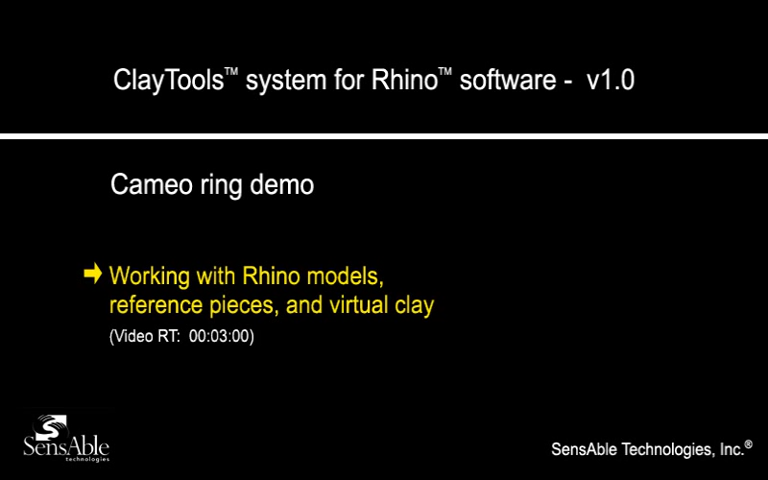 ClayTools™ system for Rhino™ software - v1.0
Cameo ring demo
Working with Rhino models,
reference pieces, and virtual clay
(Video RT: 00:03:00)
SensAble
technologies
SensAble Technologies, Inc.®